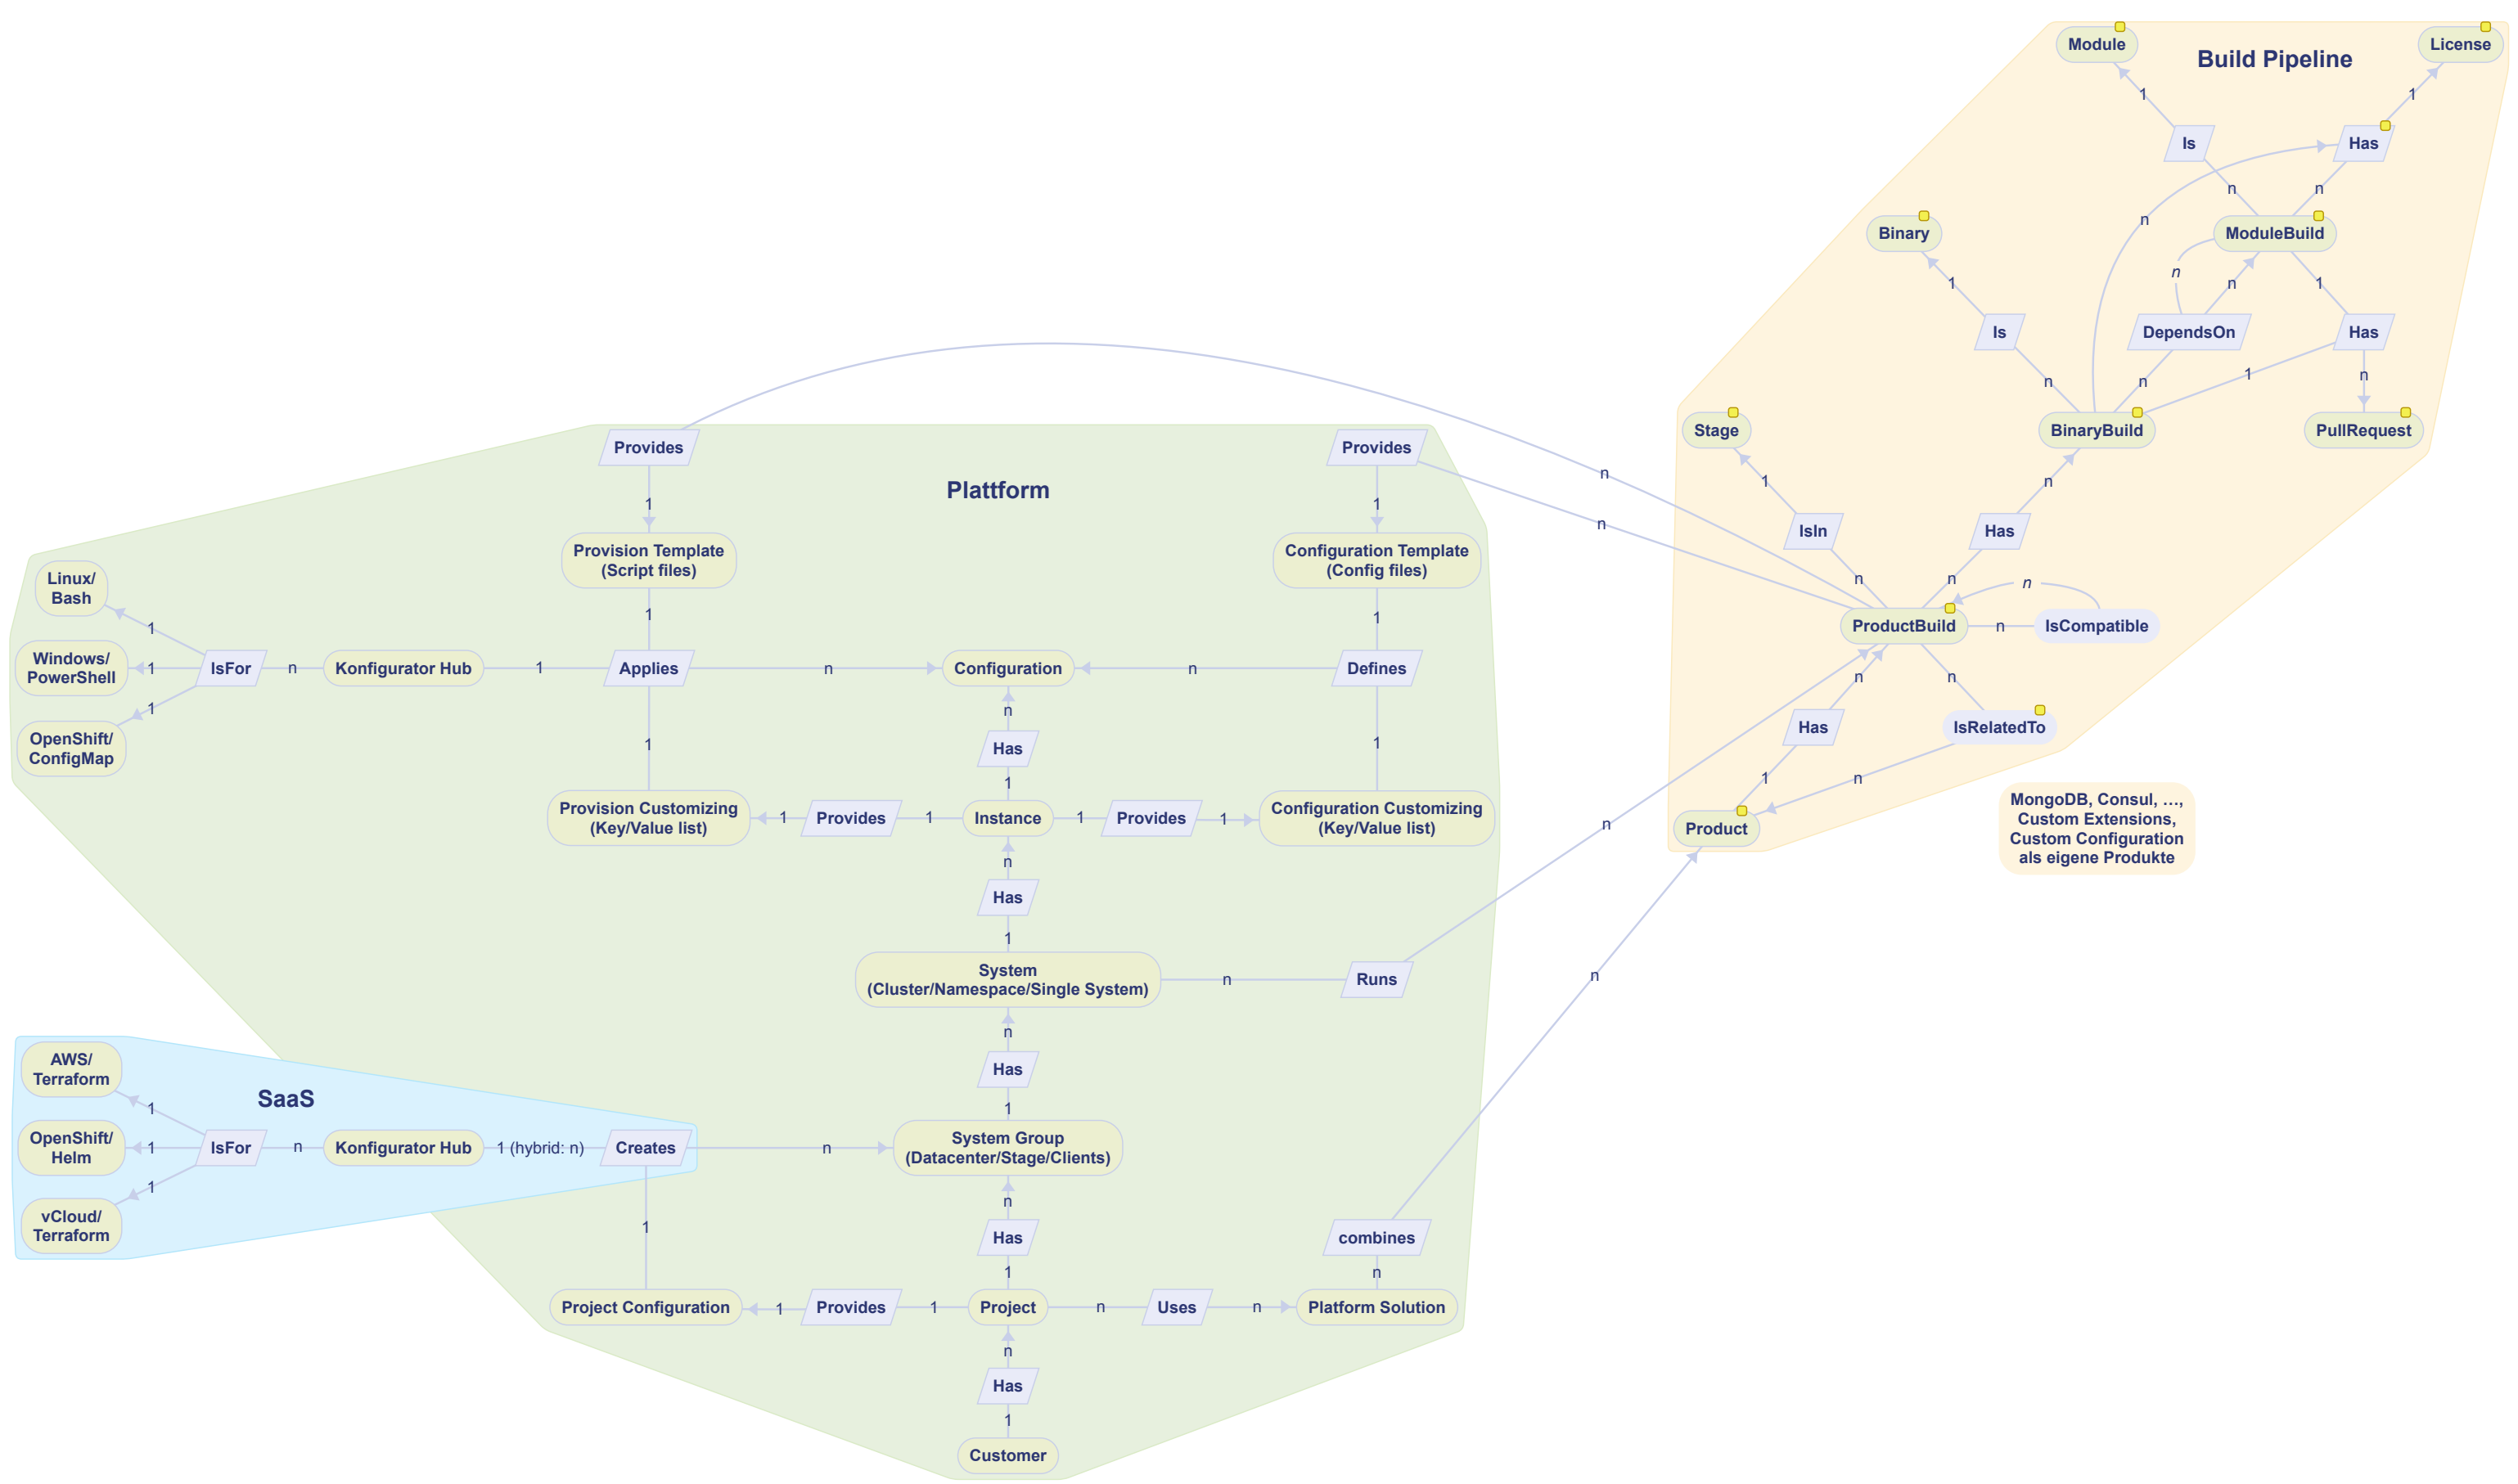 Module
License
Build Pipeline
1
1
Is
Has
n
n
n
Binary
ModuleBuild
n
1
n
1
Is
DependsOn
Has
n
n
1
n
Stage
BinaryBuild
PullRequest
Provides
Provides
n
n
1
n
Plattform
1
1
n
IsIn
Has
Provision Template
(Script files)
Configuration Template
(Config files)
Linux/
Bash
n
n
n
1
1
1
ProductBuild
n
IsCompatible
Windows/
PowerShell
1
IsFor
n
Konfigurator Hub
1
Applies
n
Configuration
n
Defines
n
n
1
n
OpenShift/
ConfigMap
1
Has
1
Has
IsRelatedTo
1
1
n
Provision Customizing
(Key/Value list)
1
Provides
1
Instance
1
Provides
1
Configuration Customizing
(Key/Value list)
n
Product
MongoDB, Consul, …,
Custom Extensions,
Custom Configuration
als eigene Produkte
n
Has
1
System
(Cluster/Namespace/Single System)
n
Runs
n
n
AWS/
Terraform
Has
SaaS
1
1
OpenShift/
Helm
1
IsFor
n
Konfigurator Hub
1 (hybrid: n)
Creates
n
System Group
(Datacenter/Stage/Clients)
1
n
vCloud/
Terraform
1
Has
combines
1
n
Project Configuration
1
Provides
1
Project
n
Uses
n
Platform Solution
n
Has
1
Customer